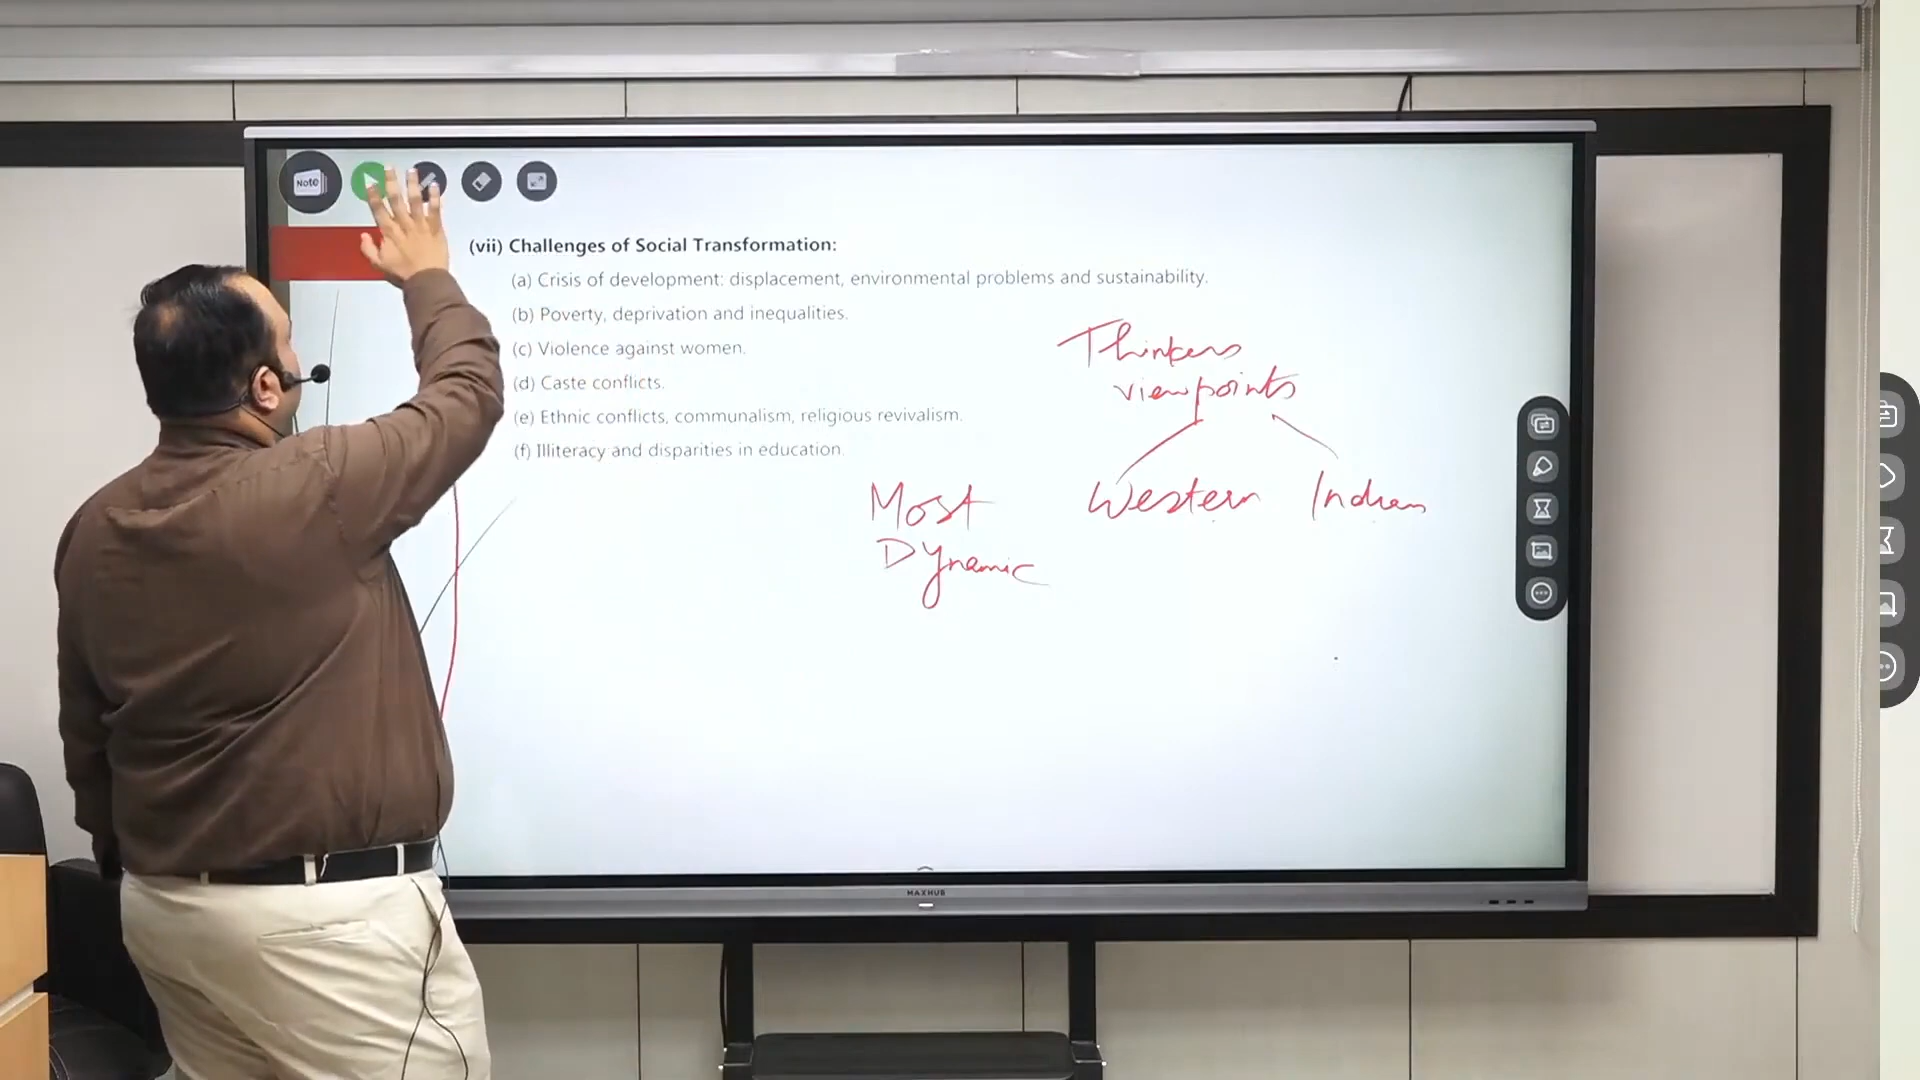 Note
(vii) Challenges of Social Transformation:
(a) Crisis of development: displacement, environmental problems and sustainability.
(b) Poverty, deprivation and inequalities.
(c) Violence against women.
(d) Caste conflicts.
(e) Ethnic conflicts, communalism, religious revivalism.
(f) Illiteracy and disparities in education.
Thinkers
viewpoints
Western Indian
Most
Dynamic
MAXHUB